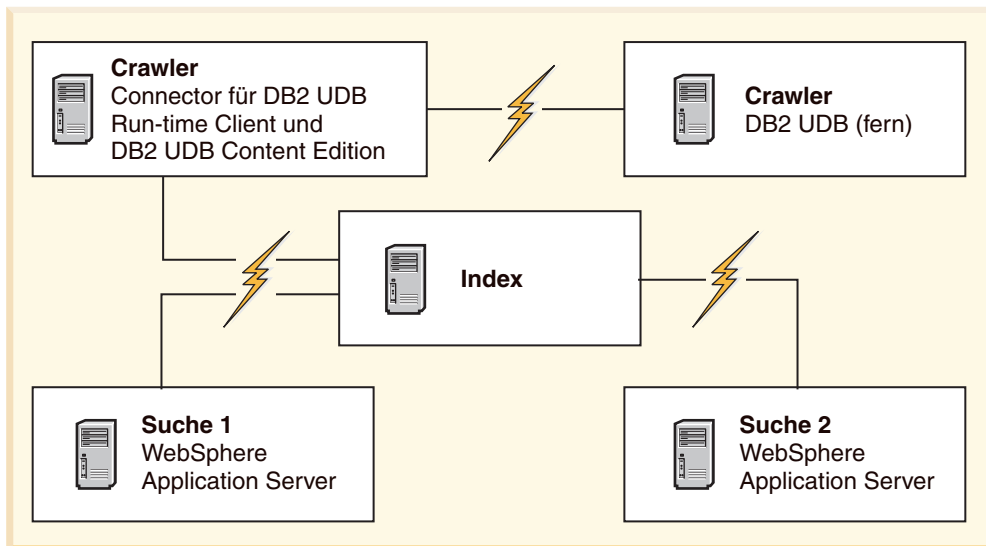 Crawler
Connector für DB2 UDB
Run-time Client und
DB2 UDB Content Edition
Crawler
DB2 UDB (fern)
Index
Suche 1
WebSphere
Application Server
Suche 2
WebSphere
Application Server